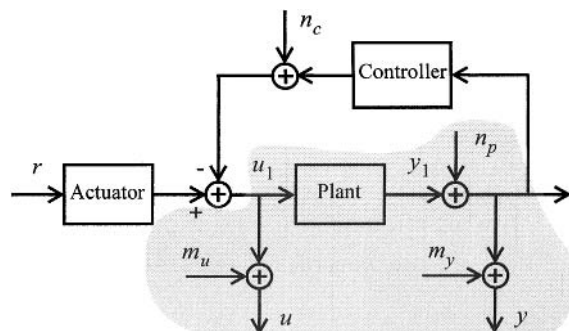 n_c
Controller
n_p
r
Actuator
-
+
u_1
Plant
y_1
m_u
m_y
u
y